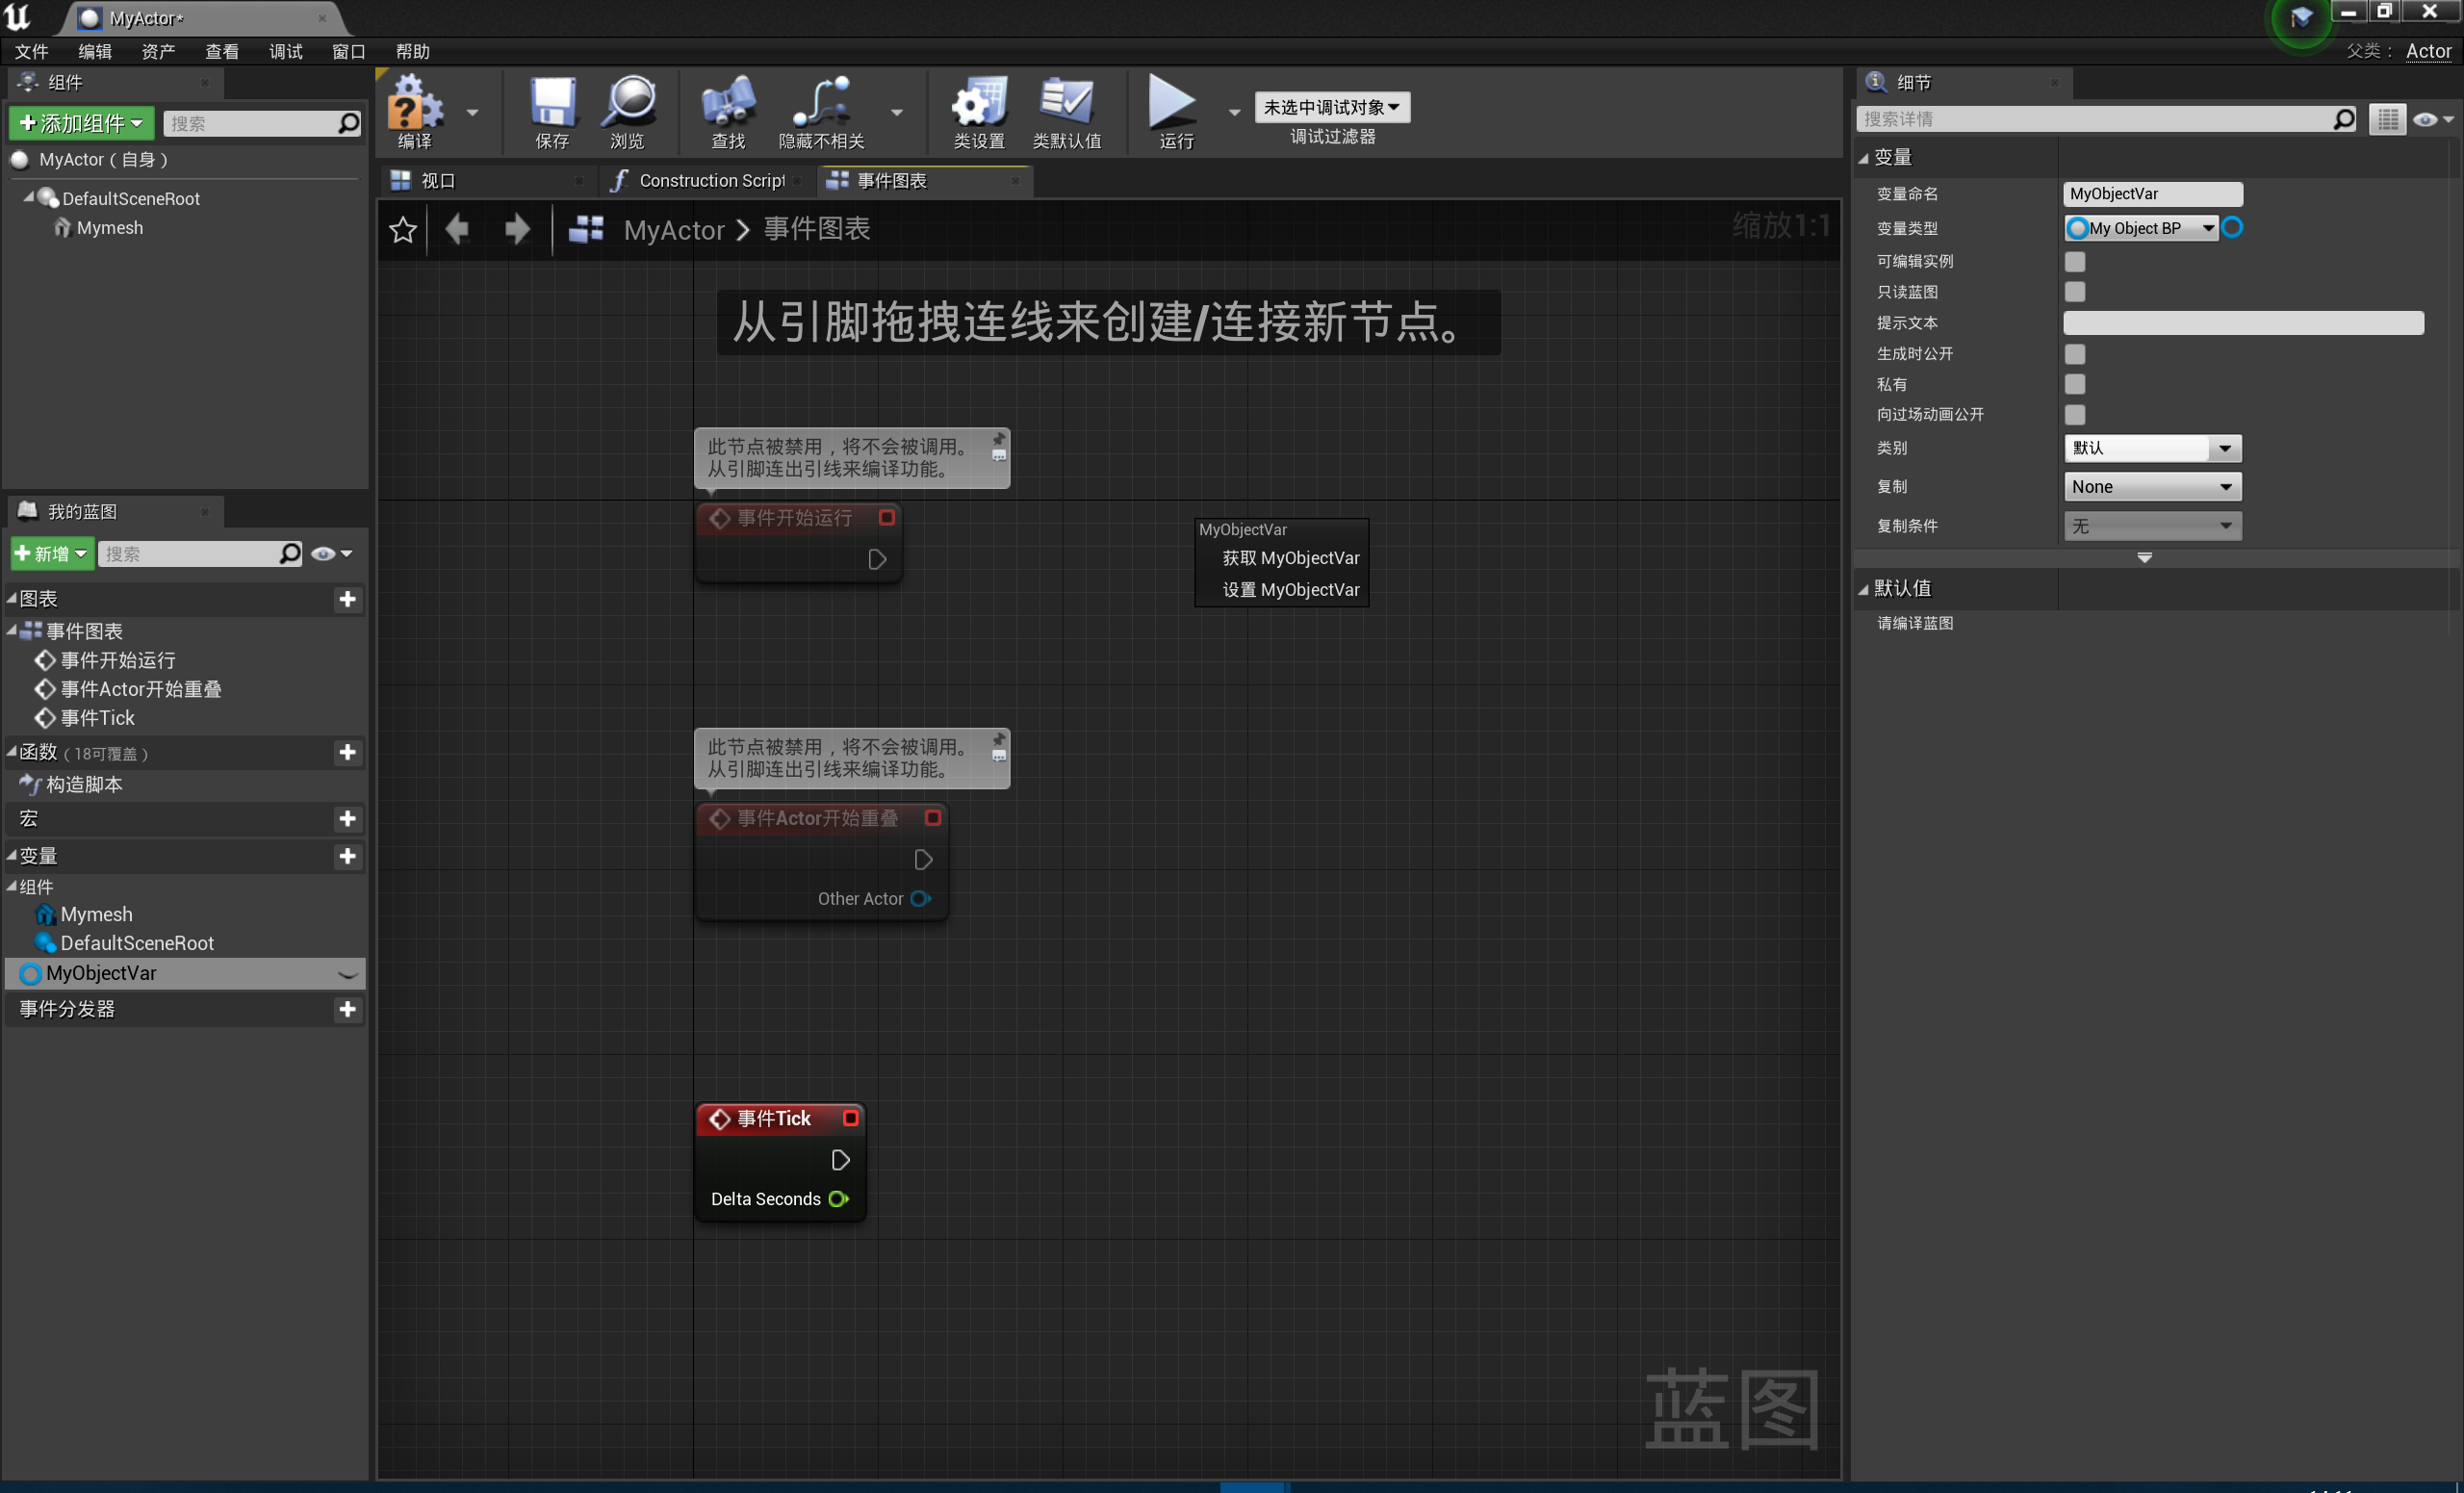 MyActor*
文件 编辑 资产 查看 调试 窗口 帮助
父类： Actor
组件
添加组件
搜索
MyActor（自身）
DefaultSceneRoot
Mymesh
编译
保存
浏览
查找
隐藏不相关
类设置
类默认值
运行
未选中调试对象
调试过滤器
视口
Construction Script
事件图表
MyActor > 事件图表
缩放1:1
从引脚拖拽连线来创建/连接新节点。
此节点被禁用，将不会被调用。
从引脚连出引线来编译功能。
事件开始运行
MyObjectVar
获取 MyObjectVar
设置 MyObjectVar
此节点被禁用，将不会被调用。
从引脚连出引线来编译功能。
事件Actor开始重叠
Other Actor
事件Tick
Delta Seconds
蓝图
我的蓝图
新增
搜索
图表
事件图表
事件开始运行
事件Actor开始重叠
事件Tick
函数（18可覆盖）
构造脚本
宏
变量
组件
Mymesh
DefaultSceneRoot
MyObjectVar
事件分发器
细节
搜索详情
变量
变量命名 MyObjectVar
变量类型 My Object BP
可编辑实例
只读蓝图
提示文本
生成时公开
私有
向过场动画公开
类别 默认
复制 None
复制条件 无
默认值
请编译蓝图